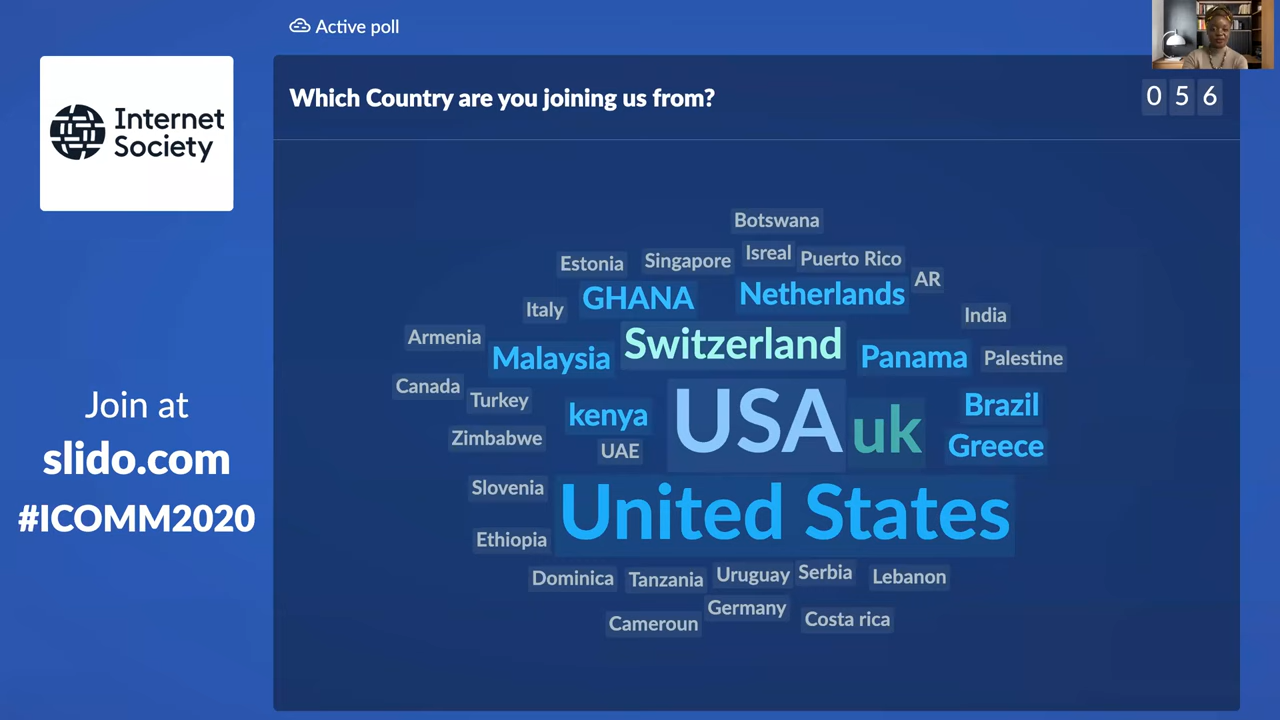 Active poll
Internet
Society
Which Country are you joining us from?
0 5 6
Botswana
Estonia Singapore Isreal Puerto Rico
AR
GHANA Netherlands
Italy
India
Armenia
Switzerland
Malaysia
Panama Palestine
Canada
Turkey
kenya
USA
uk
Brazil
Zimbabwe
UAE
Greece
Slovenia
United States
Ethiopia
Dominica Tanzania Uruguay Serbia Lebanon
Cameroun Germany Costa rica
Join at
slido.com
#ICOMM2020